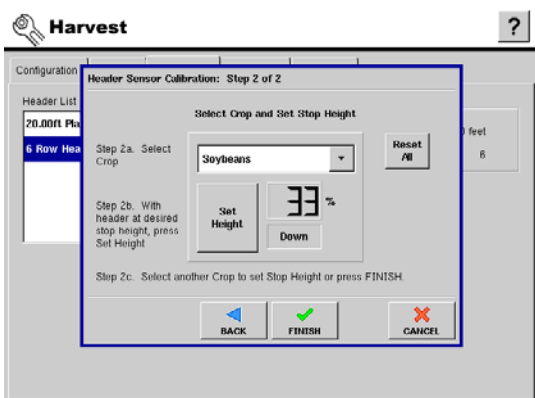 Harvest
?
Configuration
Header Sensor Calibration: Step 2 of 2
Header List
Select Crop and Set Stop Height
20.00ft Pla
feet
6 Row Hea
Step 2a. Select
Crop
Soybeans
Reset
All
6
Step 2b. With
header at desired
stop height, press
Set Height
Set
Height
33 %
Down
Step 2c. Select another Crop to set Stop Height or press FINISH.
BACK
FINISH
CANCEL